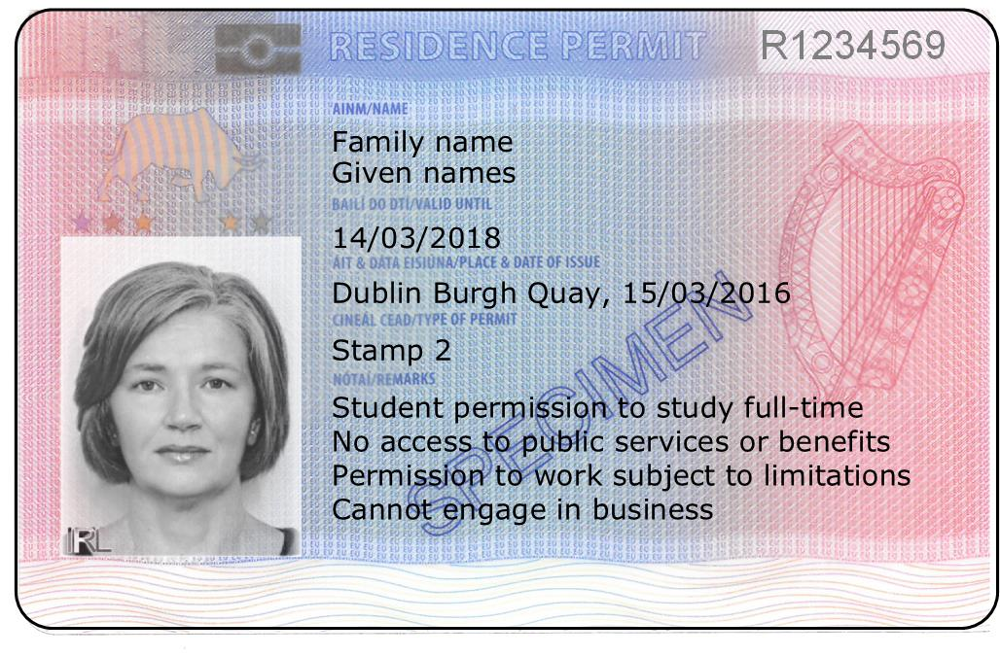 IRL RESIDENCE PERMIT R1234569
AINM/NAME
Family name
Given names
BAILÍ DO DTÍ/VALID UNTIL
14/03/2018
ÁIT & DATA EISIÚNA/PLACE & DATE OF ISSUE
Dublin Burgh Quay, 15/03/2016
CINEÁL CEAD/TYPE OF PERMIT
Stamp 2
NÓTAÍ/REMARKS
Student permission to study full-time
No access to public services or benefits
Permission to work subject to limitations
Cannot engage in business
SPECIMEN
IRL